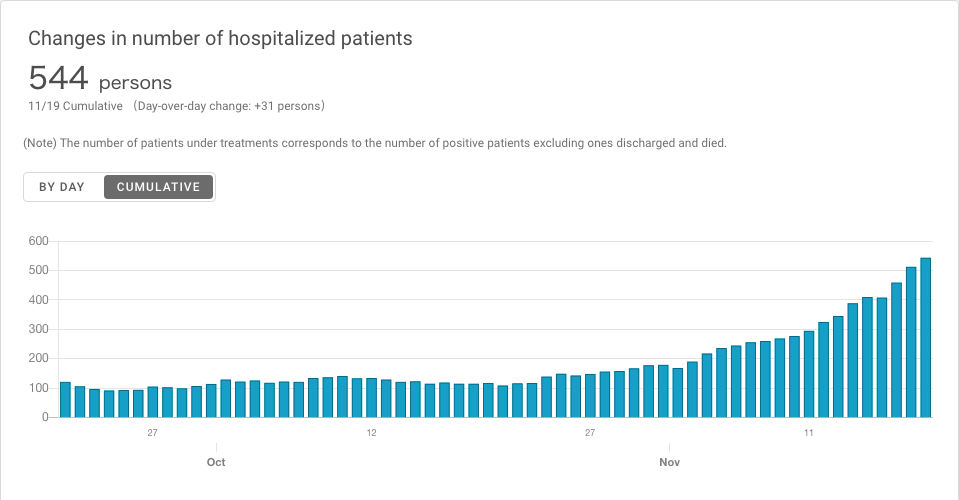 Changes in number of hospitalized patients
544 persons
11/19 Cumulative （Day-over-day change: +31 persons）
(Note) The number of patients under treatments corresponds to the number of positive patients excluding ones discharged and died.
BY DAY CUMULATIVE
600
500
400
300
200
100
0
27 12 27 11
Oct Nov